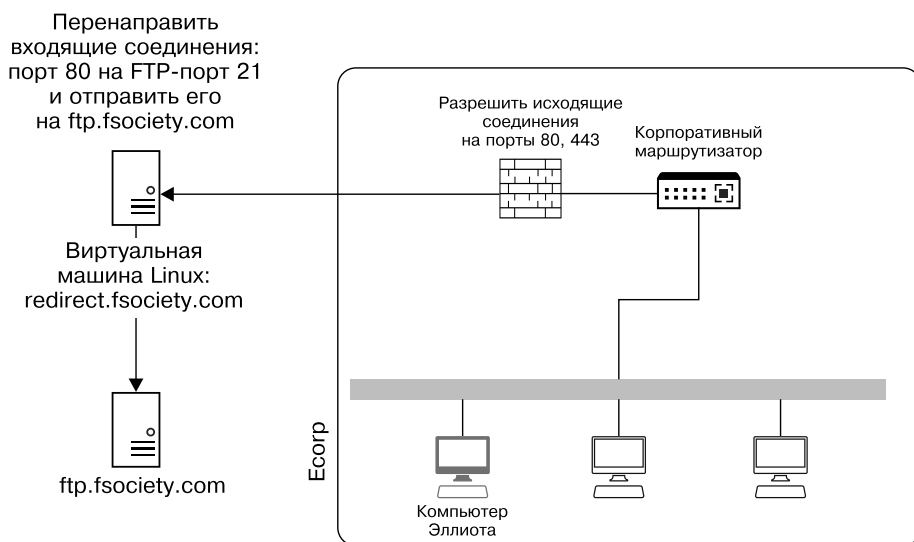 Перенаправить
входящие соединения:
порт 80 на FTP-порт 21
и отправить его
на ftp.fsociety.com
Разрешить исходящие
соединения
на порты 80, 443
Корпоративный
маршрутизатор
Виртуальная
машина Linux:
redirect.fsociety.com
ftp.fsociety.com
Ecorp
Компьютер
Эллиота